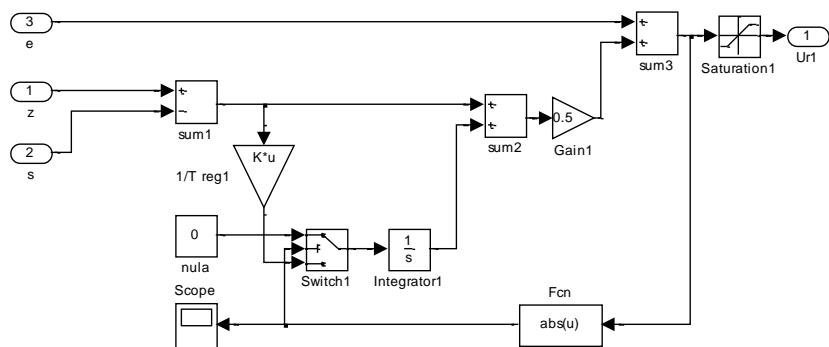 3
e
+
+
sum3
Saturation1
1
Ur1
1
z
+
−
sum1
2
s
+
+
sum2
0.5
Gain1
K*u
1/T reg1
0
nula
Switch1
1
s
Integrator1
Scope
Fcn
abs(u)